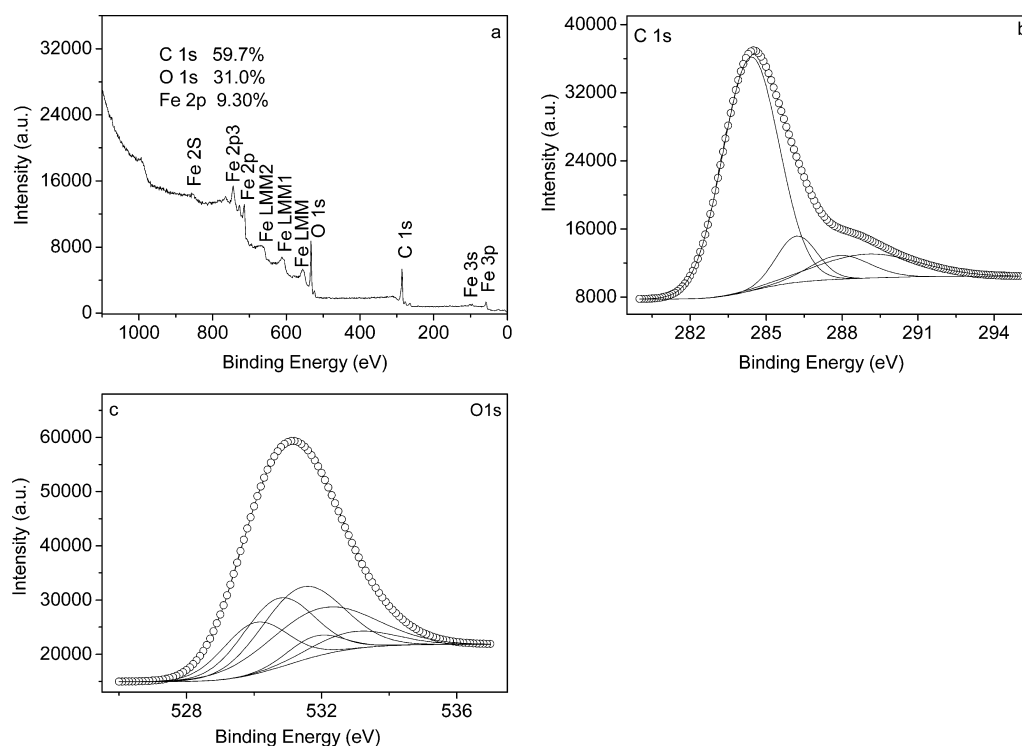 a
C 1s 59.7%
O 1s 31.0%
Fe 2p 9.30%
Fe 2S
Fe 2p3
Fe 2p
Fe LMM2
Fe LMM1
Fe LMM
O 1s
C 1s
Fe 3s
Fe 3p
Intensity (a.u.)
32000
24000
16000
8000
0
1000 800 600 400 200 0
Binding Energy (eV)
b
C 1s
Intensity (a.u.)
40000
32000
24000
16000
8000
282 285 288 291 294
Binding Energy (eV)
c
O1s
Intensity (a.u.)
60000
50000
40000
30000
20000
528 532 536
Binding Energy (eV)